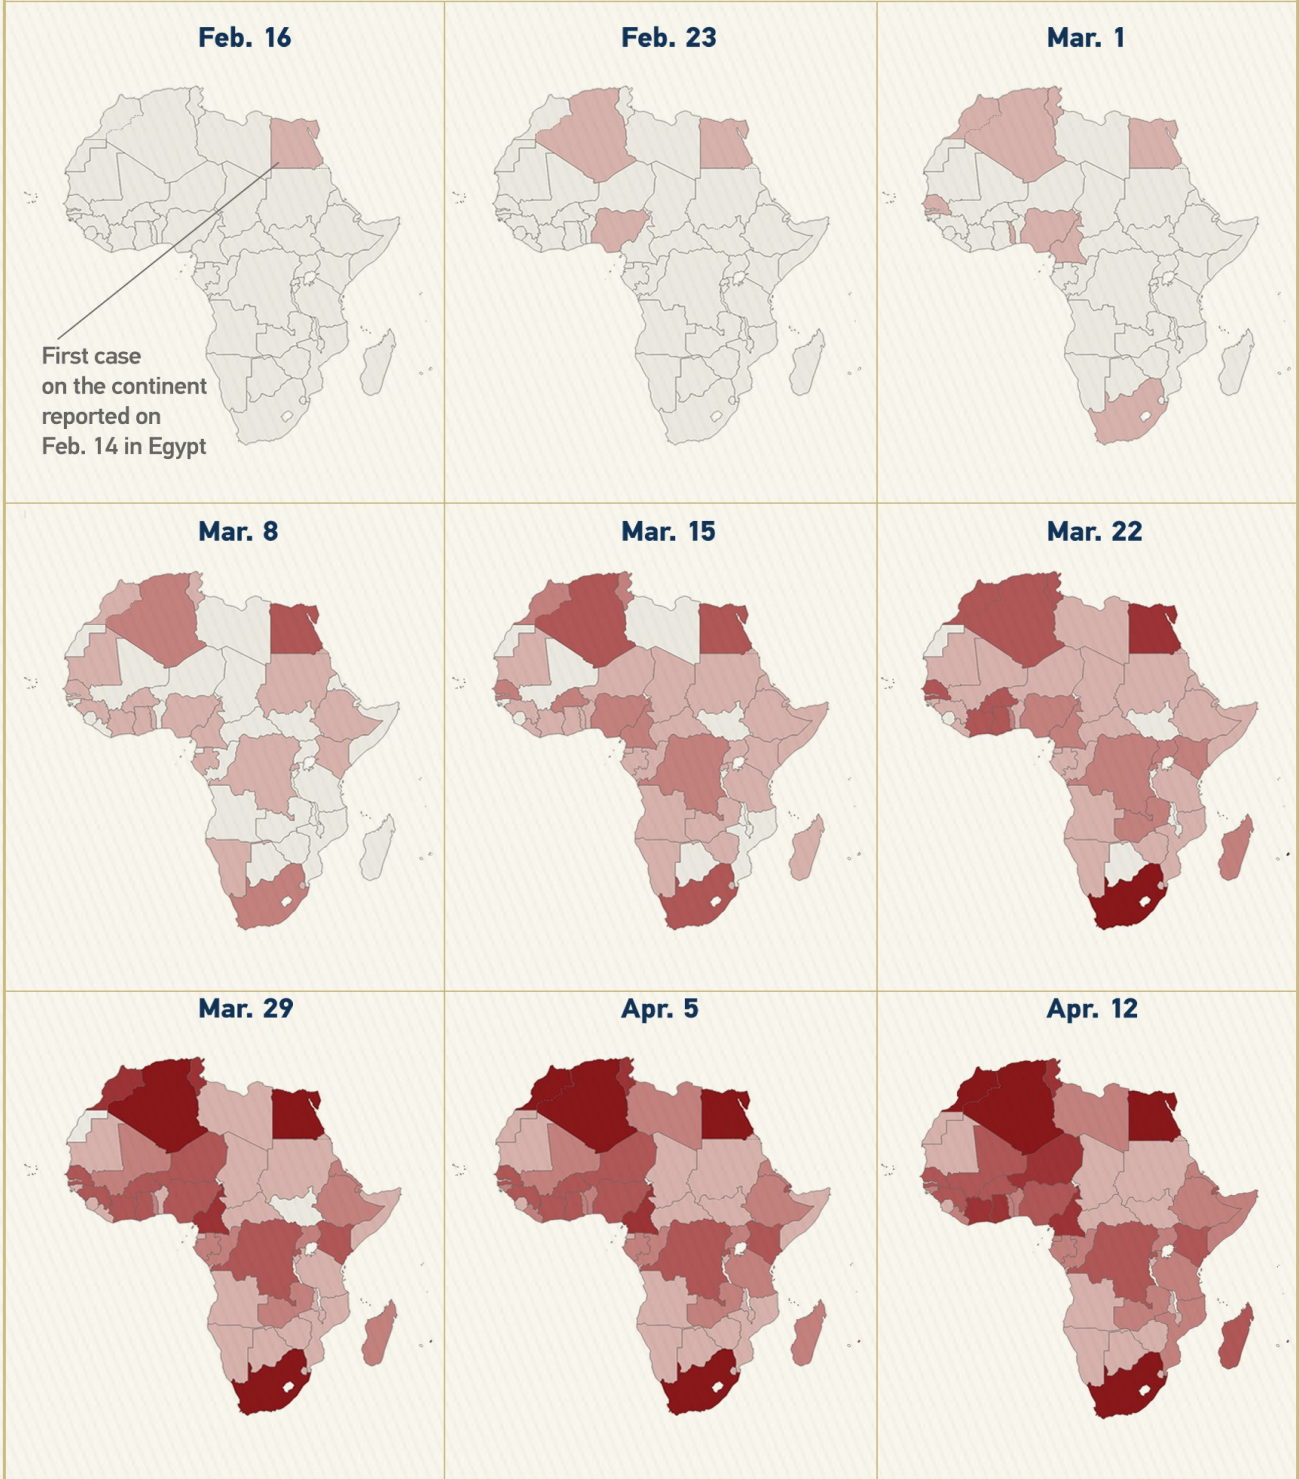 Feb. 16
Feb. 23
Mar. 1
First case
on the continent
reported on
Feb. 14 in Egypt
Mar. 8
Mar. 15
Mar. 22
Mar. 29
Apr. 5
Apr. 12